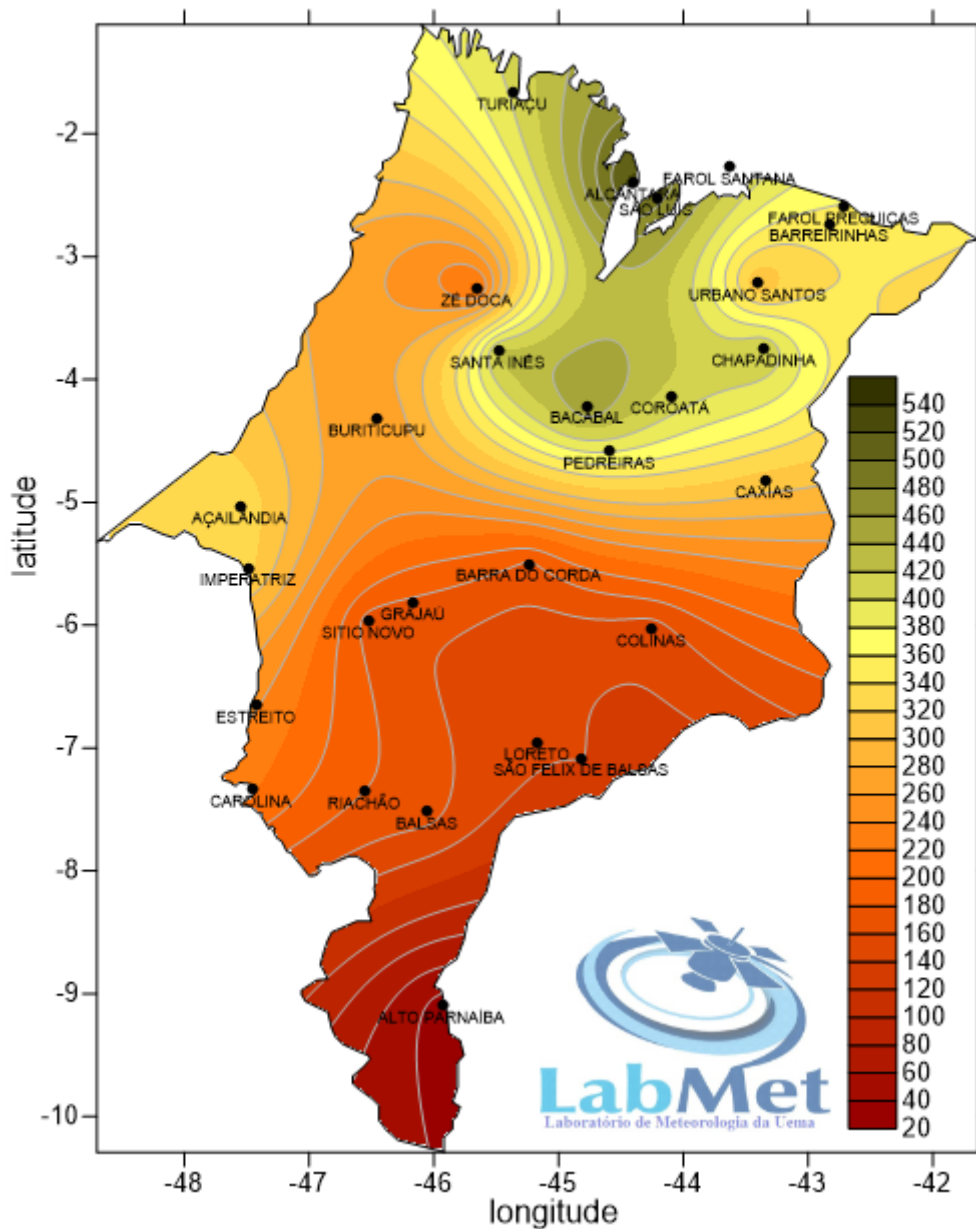 -2
-3
-4
-5
-6
-7
-8
-9
-10
latitude
TURIAÇU
FAROL SANTANA
ALCANTARA
SÃO LUÍS
FAROL PREGUIÇAS
BARREIRINHAS
ZÉ DOCA
URBANO SANTOS
SANTA INÊS
CHAPADINHA
BACABAL
COROATÁ
BURITICUPU
PEDREIRAS
CAXIAS
AÇAILÂNDIA
IMPERATRIZ
BARRA DO CORDA
GRAJAÚ
SITIO NOVO
COLINAS
ESTREITO
LORETO
SÃO FELIX DE BALSAS
CAROLINA
RIACHÃO
BALSAS
ALTO PARNAÍBA
540
520
500
480
460
440
420
400
380
360
340
320
300
280
260
240
220
200
180
160
140
120
100
80
60
40
20
LabMet
Laboratório de Meteorologia da Uema
-48
-47
-46
-45
-44
-43
-42
longitude